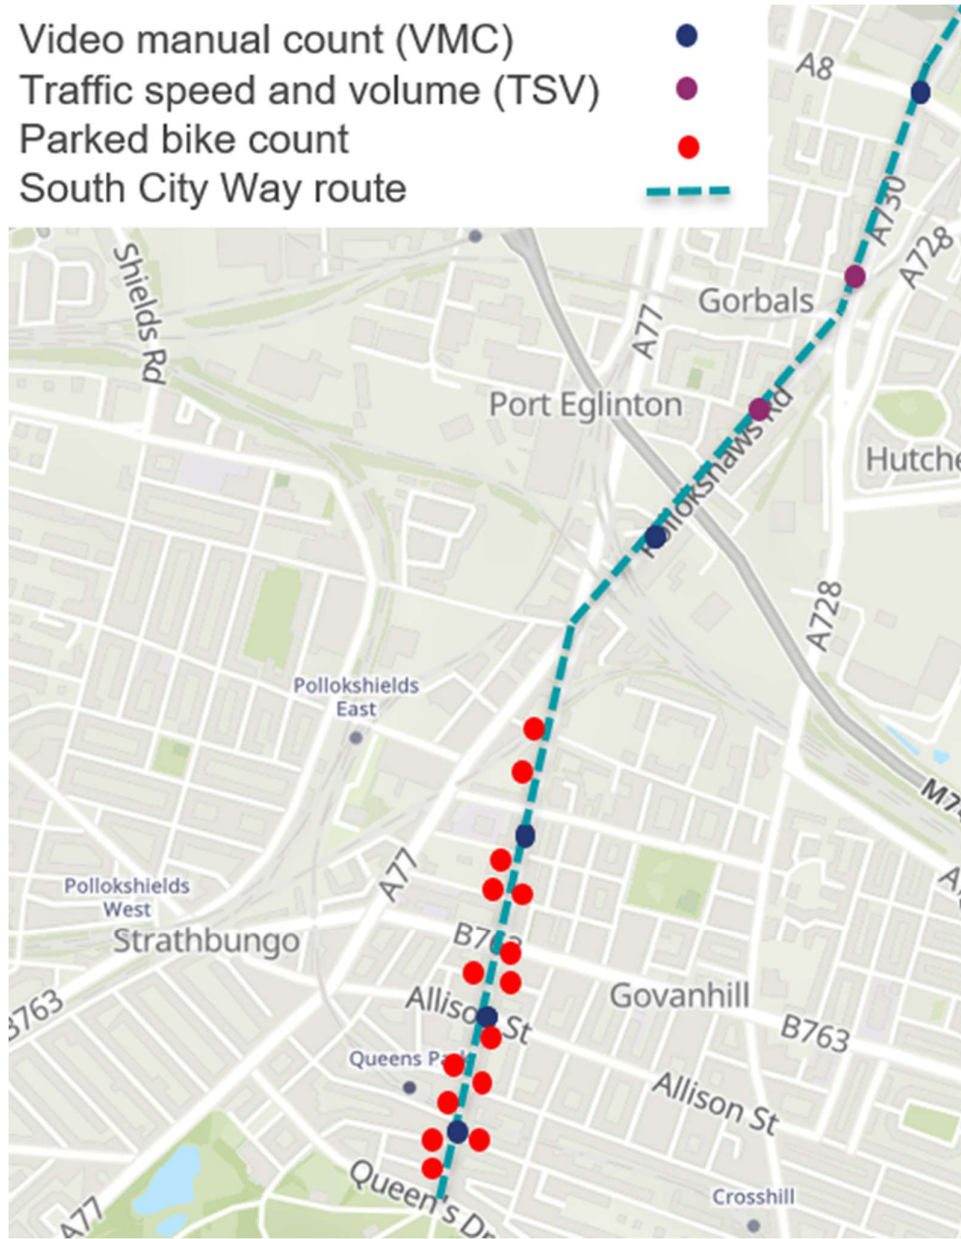 Video manual count (VMC)
Traffic speed and volume (TSV)
Parked bike count
South City Way route
A8
A730
A728
Shields Rd
Gorbals
A77
Port Eglinton
Pollokshaws Rd
Hutche
A728
Pollokshields
East
M74
A77
Pollokshields
West
Strathbungo
B763
Allison St
Govanhill
B763
B763
Queens Park
Allison St
Queen's Dr
Crosshill
A77